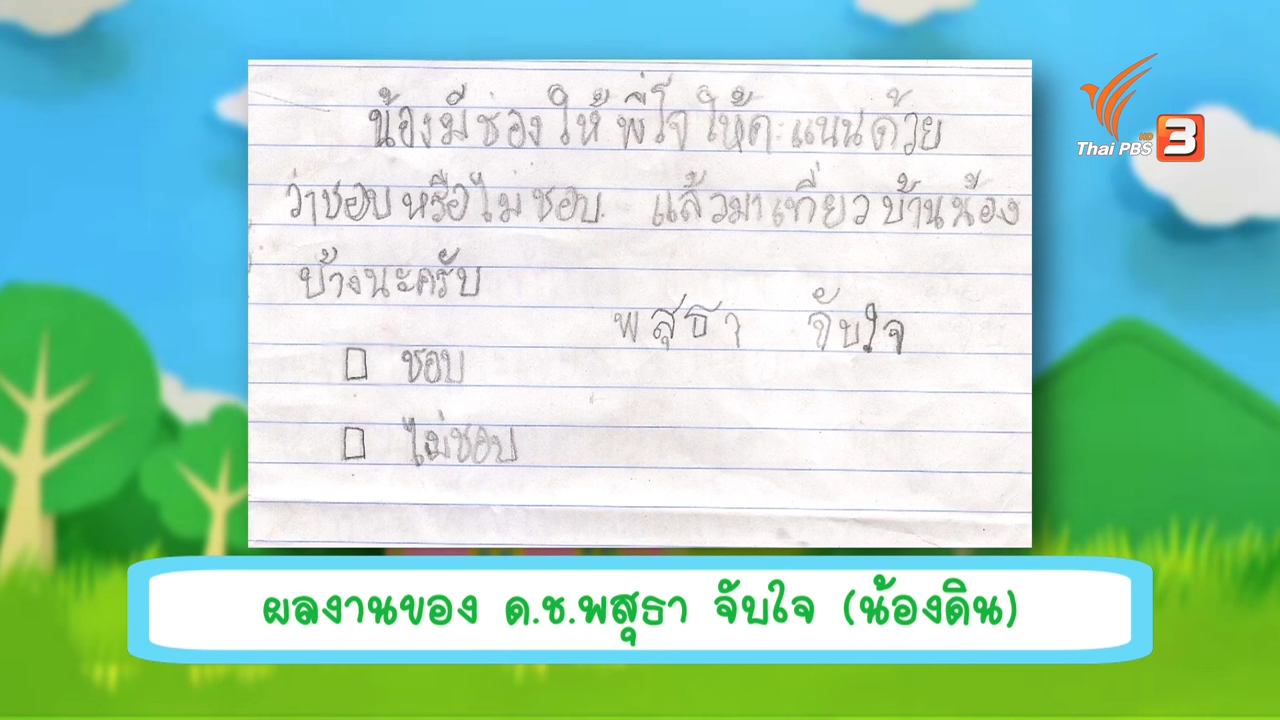 น้องมีช่องให้พี่โจให้คะแนนด้วย
ว่าชอบหรือไม่ชอบ แล้วมาเที่ยวบ้านน้อง
บ้างนะครับ
พสุธา จับใจ
□ ชอบ
□ ไม่ชอบ
ผลงานของ ด.ช.พสุธา จับใจ (น้องดิน)
Thai PBS HD 3